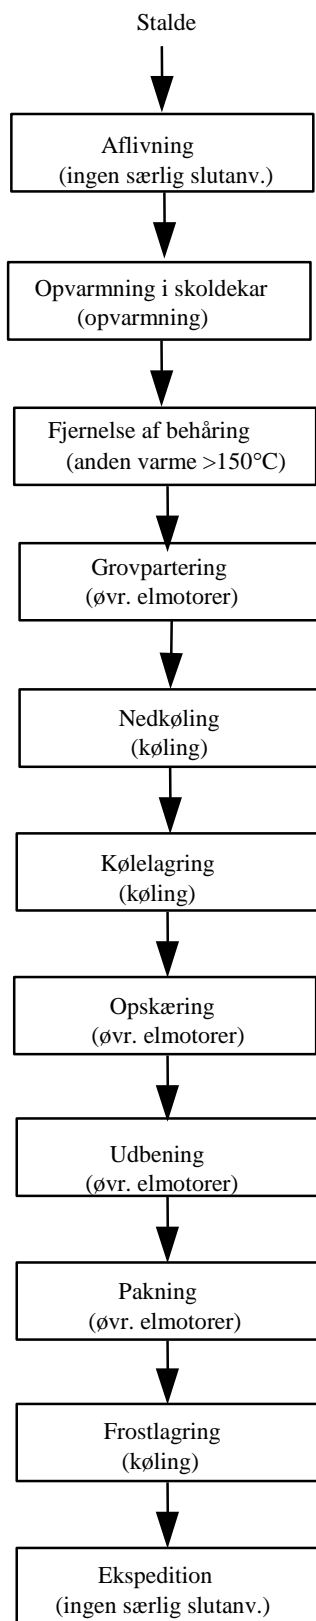 Stalde
Aflivning
(ingen særlig slutanv.)
Opvarmning i skoldekar
(opvarmning)
Fjernelse af behåring
(anden varme >150°C)
Grovpartering
(øvr. elmotorer)
Nedkøling
(køling)
Kølelagring
(køling)
Opskæring
(øvr. elmotorer)
Udbening
(øvr. elmotorer)
Pakning
(øvr. elmotorer)
Frostlagring
(køling)
Ekspedition
(ingen særlig slutanv.)